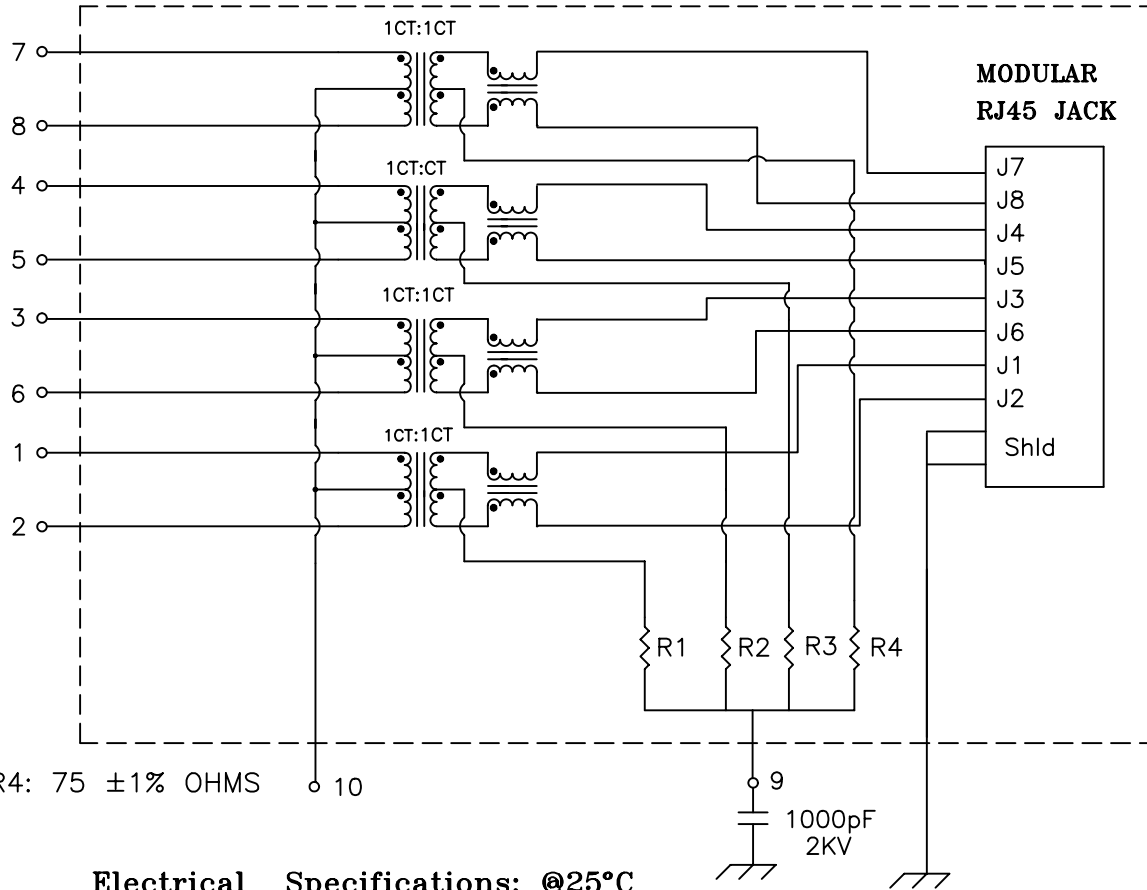 1CT:1CT
7
MODULAR
RJ45 JACK
8
J7
1CT:CT
4
J8
J4
5
J5
1CT:1CT
J3
3
J6
J1
6
J2
1CT:1CT
1
Shld
2
R1 R2 R3 R4
R4: 75 ±1% OHMS
10
9
1000pF
2KV
Electrical Specifications: @25°C